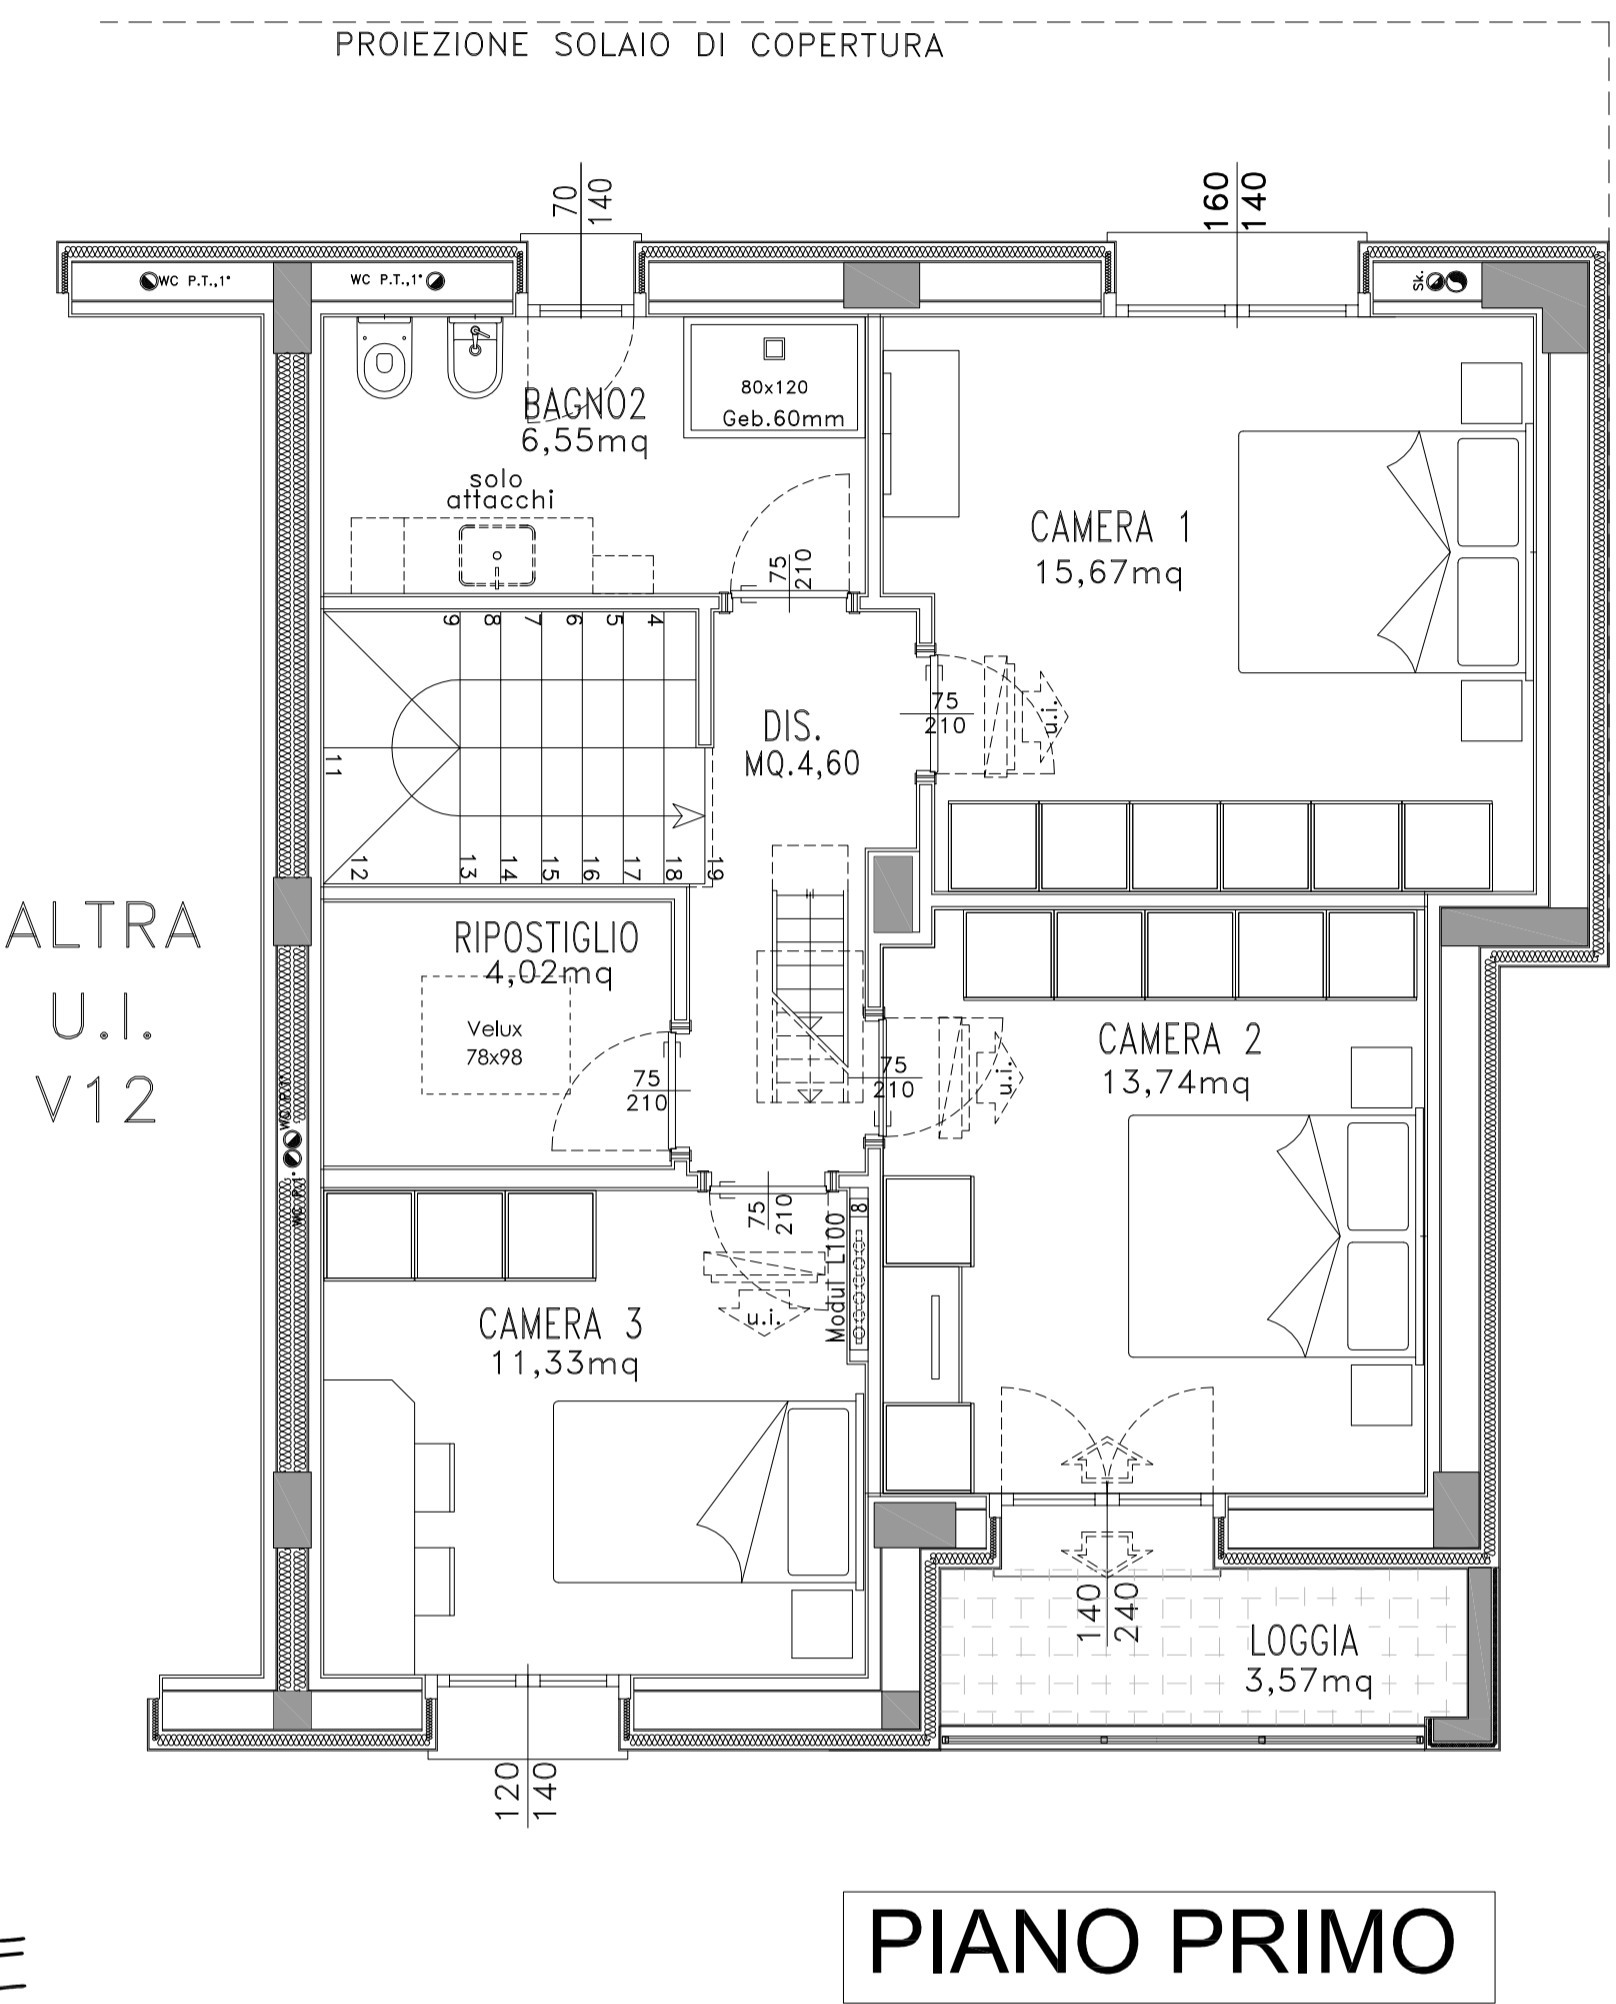 PROIEZIONE SOLAIO DI COPERTURA
70
140
160
140
WC P.T.,1°
WC P.T.,1°
Sk.
80x120
Geb.60mm
BAGNO2
6,55mq
solo
attacchi
75
210
CAMERA 1
15,67mq
9
8
7
6
5
4
11
12
13
14
15
16
17
18
19
DIS.
MQ.4,60
75
210
u.i.
ALTRA
U.I.
V12
RIPOSTIGLIO
4,02mq
Velux
78x98
75
210
75
210
u.i.
CAMERA 2
13,74mq
WC P.1°
WC P.1°
75
210
Modul L100
8
u.i.
CAMERA 3
11,33mq
140
240
LOGGIA
3,57mq
120
140
PIANO PRIMO